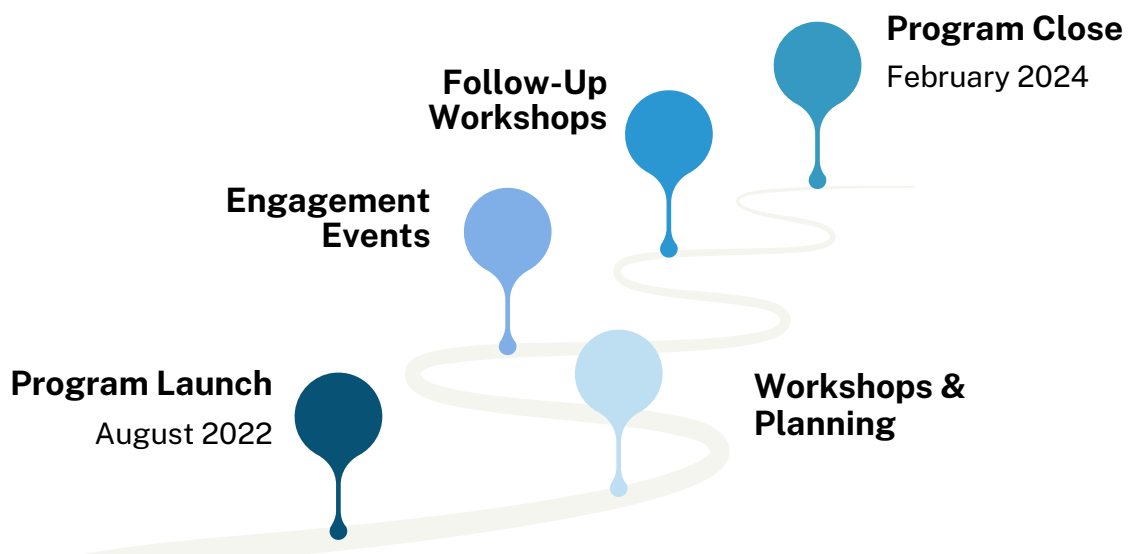 Program Close
February 2024
Follow-Up
Workshops
Engagement
Events
Program Launch
August 2022
Workshops &
Planning